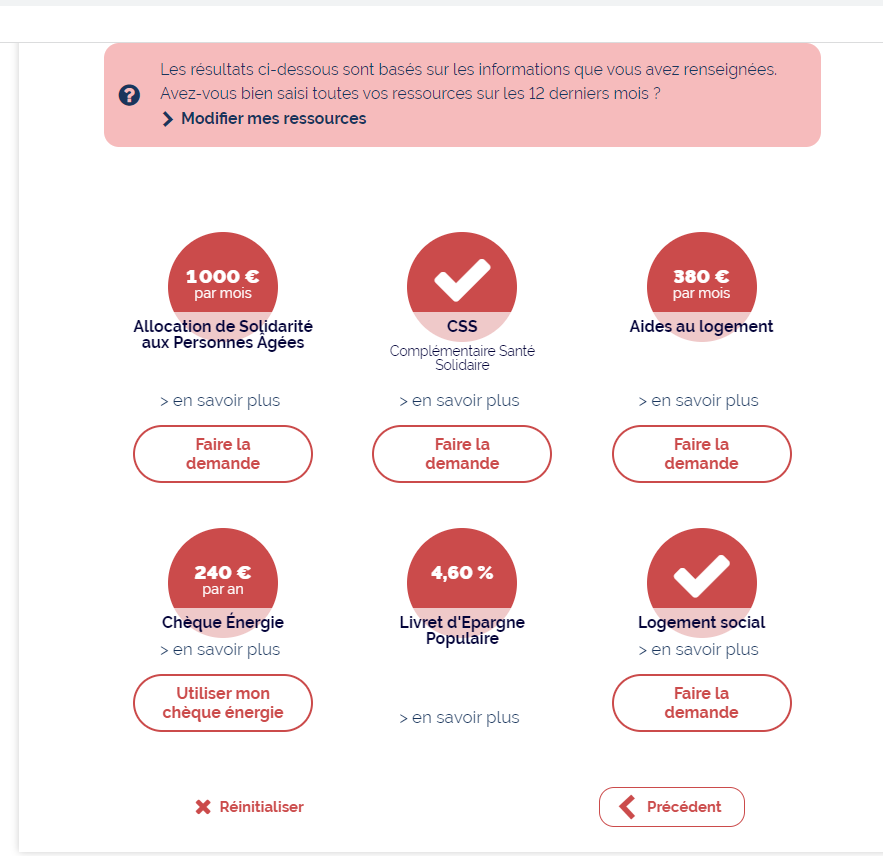 Les résultats ci-dessous sont basés sur les informations que vous avez renseignées.
Avez-vous bien saisi toutes vos ressources sur les 12 derniers mois ?
Modifier mes ressources
1 000 €
par mois
Allocation de Solidarité
aux Personnes Âgées
> en savoir plus
Faire la
demande
CSS
Complémentaire Santé
Solidaire
> en savoir plus
Faire la
demande
380 €
par mois
Aides au logement
> en savoir plus
Faire la
demande
240 €
par an
Chèque Énergie
> en savoir plus
Utiliser mon
chèque énergie
4,60 %
Livret d'Epargne
Populaire
> en savoir plus
Logement social
> en savoir plus
Faire la
demande
Réinitialiser
Précédent